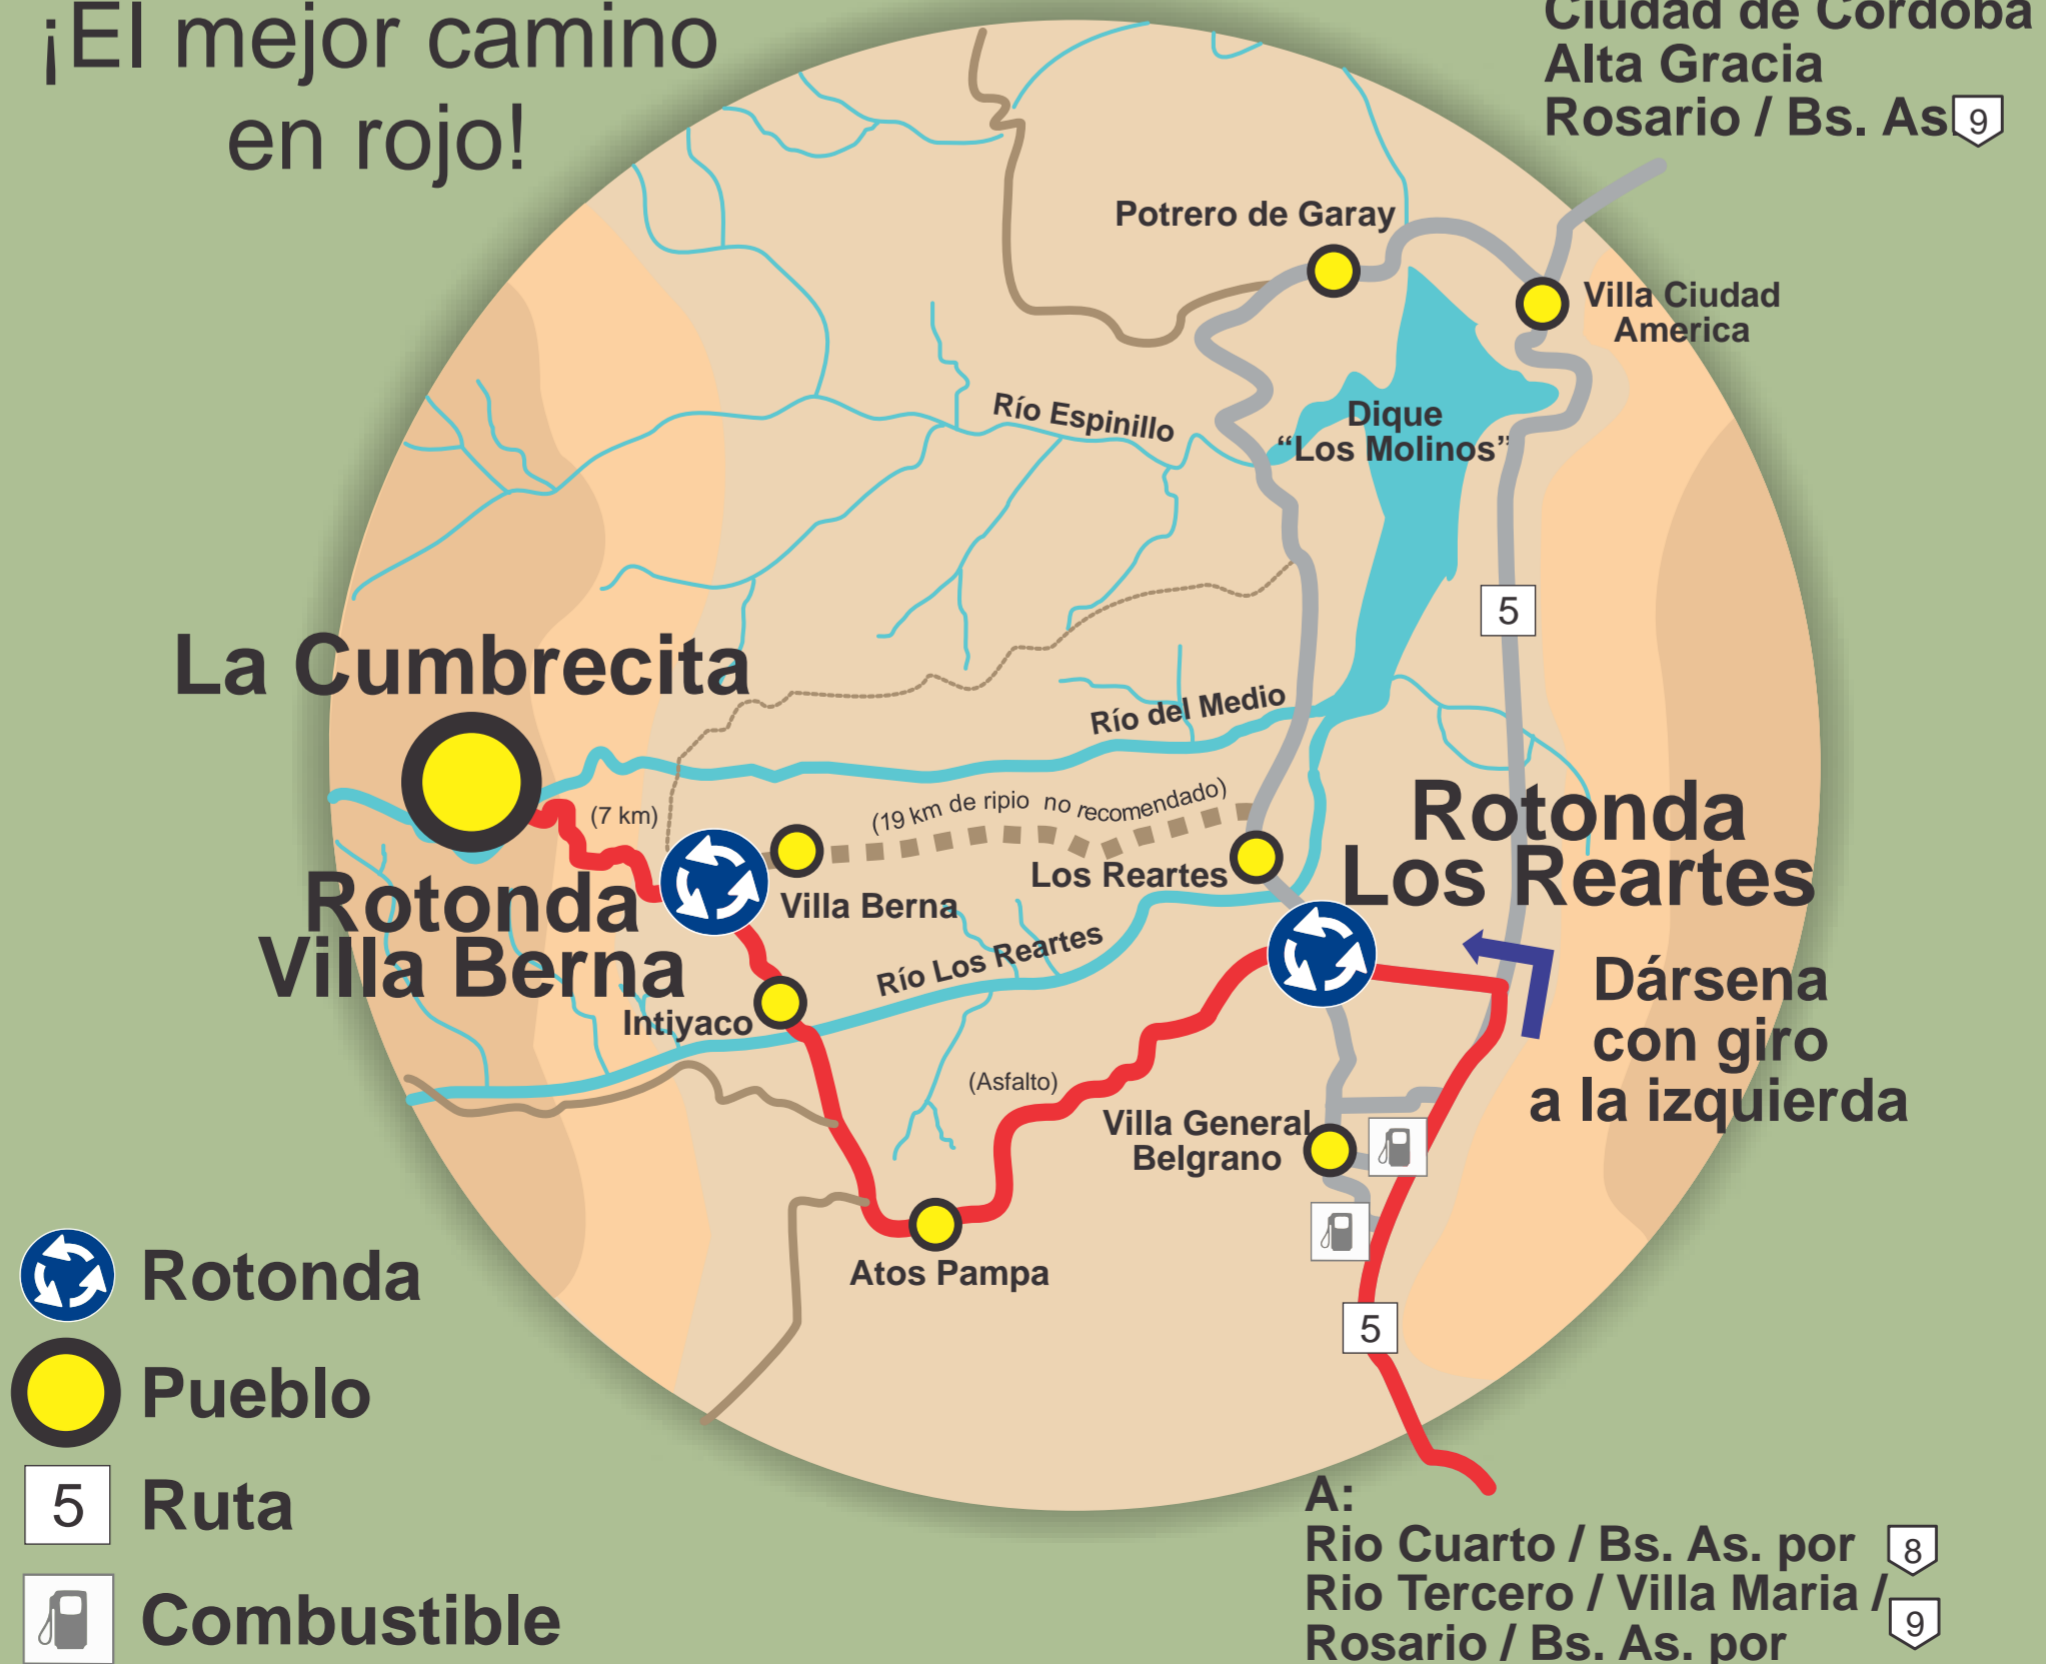 ¡El mejor camino
en rojo!
Ciudad de Córdoba
Alta Gracia
Rosario / Bs. As 9
Potrero de Garay
Villa Ciudad
America
Río Espinillo
Dique
“Los Molinos”
5
La Cumbrecita
Río del Medio
(7 km)
(19 km de ripio no recomendado)
Rotonda
Los Reartes
Los Reartes
Rotonda
Villa Berna
Villa Berna
Río Los Reartes
Dársena
con giro
a la izquierda
Intiyaco
(Asfalto)
Villa General
Belgrano
Atos Pampa
5
Rotonda
Pueblo
5 Ruta
Combustible
A:
Rio Cuarto / Bs. As. por 8
Rio Tercero / Villa Maria /
Rosario / Bs. As. por 9